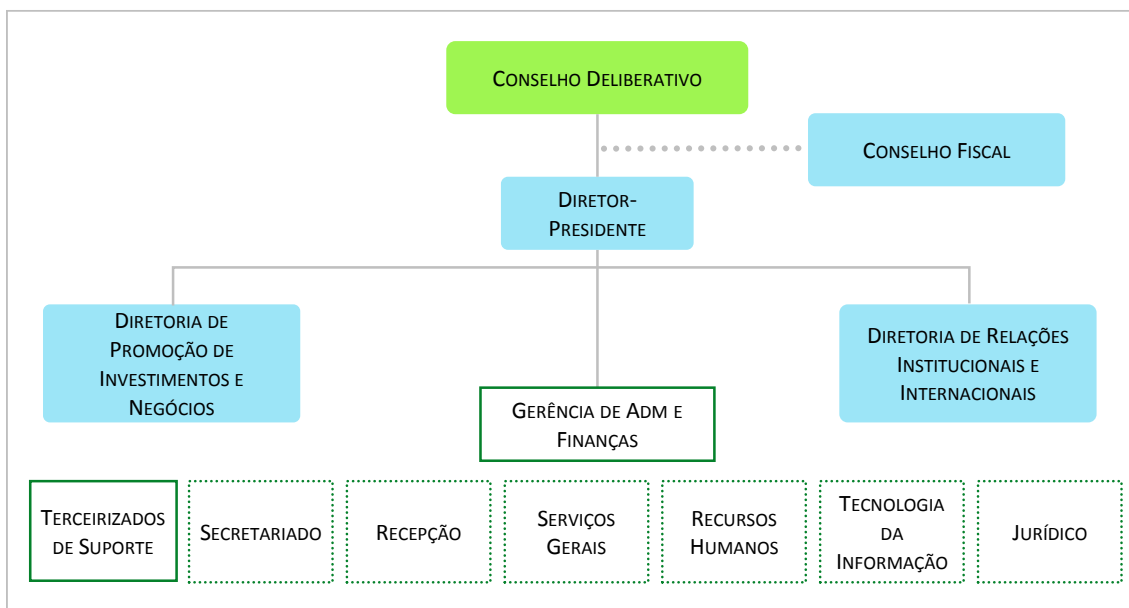 CONSELHO DELIBERATIVO
CONSELHO FISCAL
DIRETOR-
PRESIDENTE
DIRETORIA DE
PROMOÇÃO DE
INVESTIMENTOS E
NEGÓCIOS
DIRETORIA DE RELAÇÕES
INSTITUCIONAIS E
INTERNACIONAIS
GERÊNCIA DE ADM E
FINANÇAS
TERCEIRIZADOS
DE SUPORTE
SECRETARIADO
RECEPÇÃO
SERVIÇOS
GERAIS
RECURSOS
HUMANOS
TECNOLOGIA
DA
INFORMAÇÃO
JURÍDICO